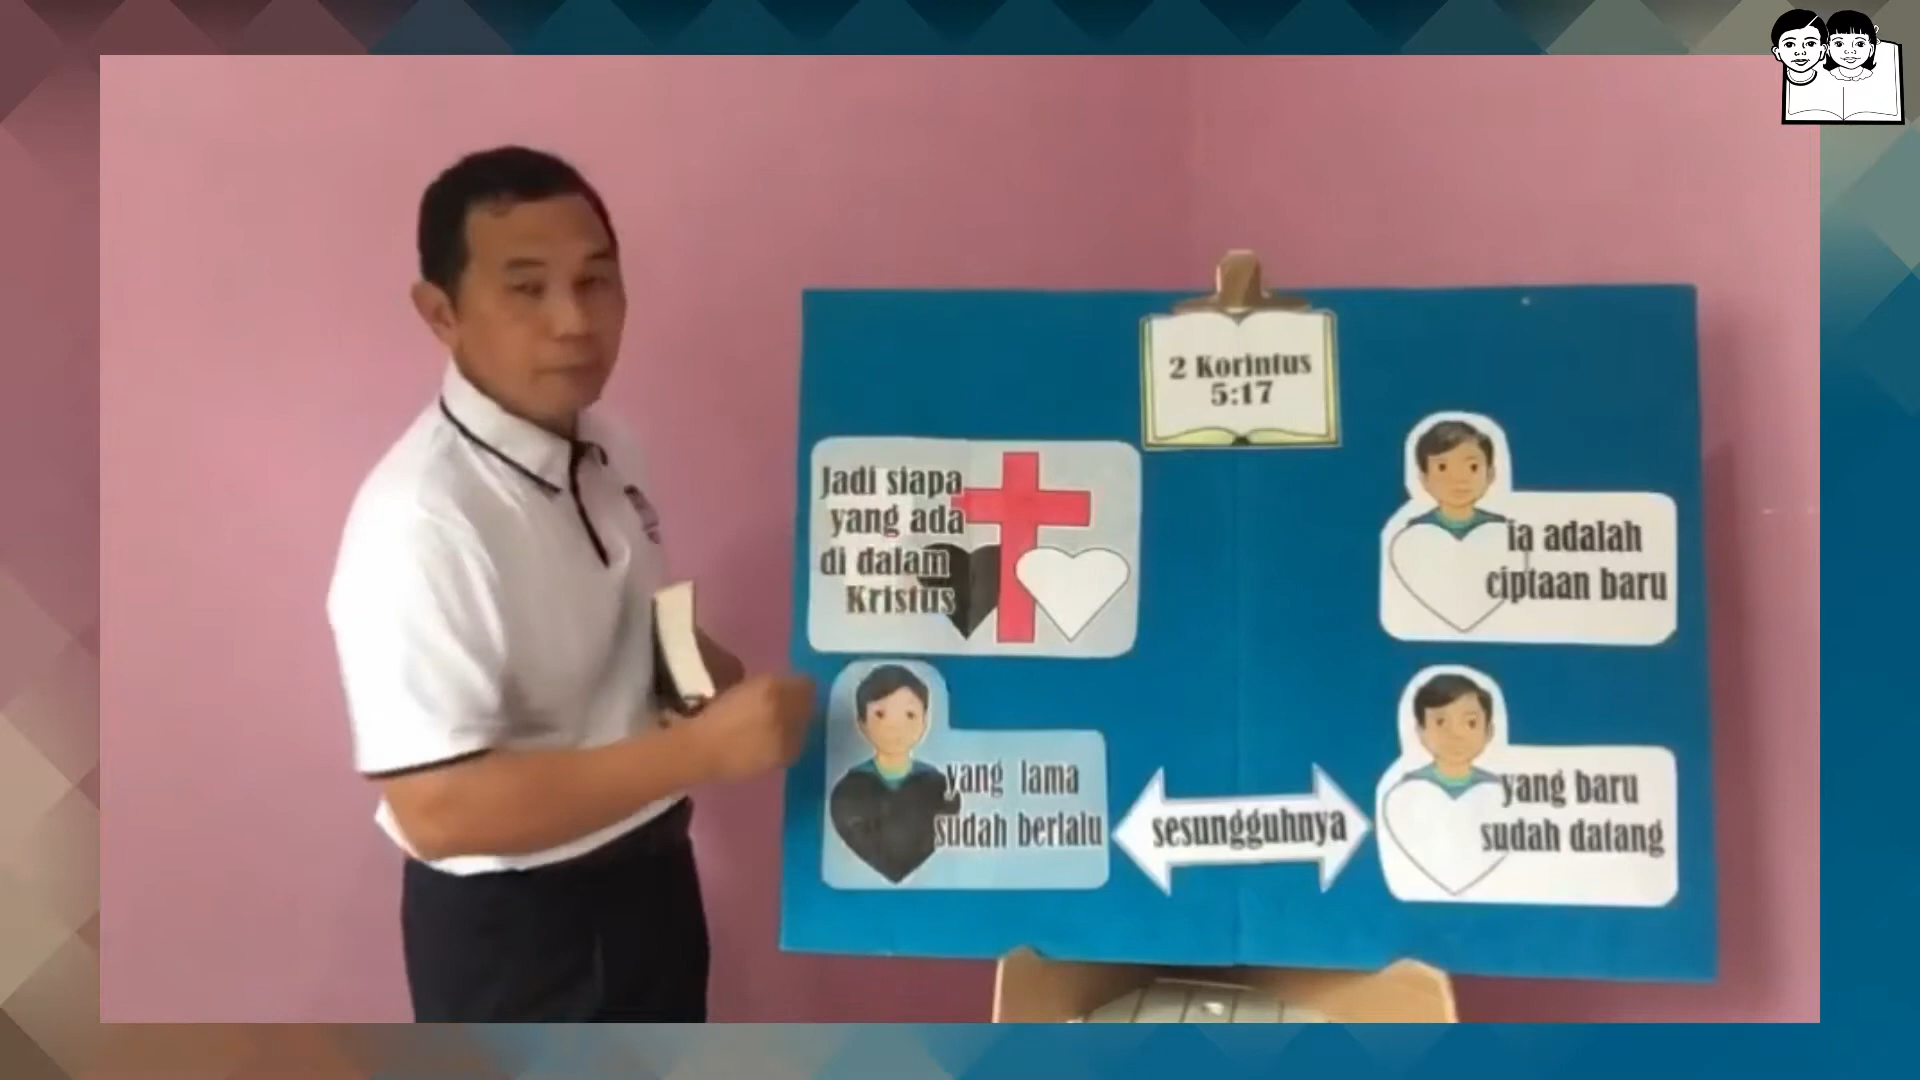 2 Korintus
5:17
Jadi siapa
yang ada
di dalam
Kristus
ia adalah
ciptaan baru
yang lama
sudah berlalu
sesungguhnya
yang baru
sudah datang